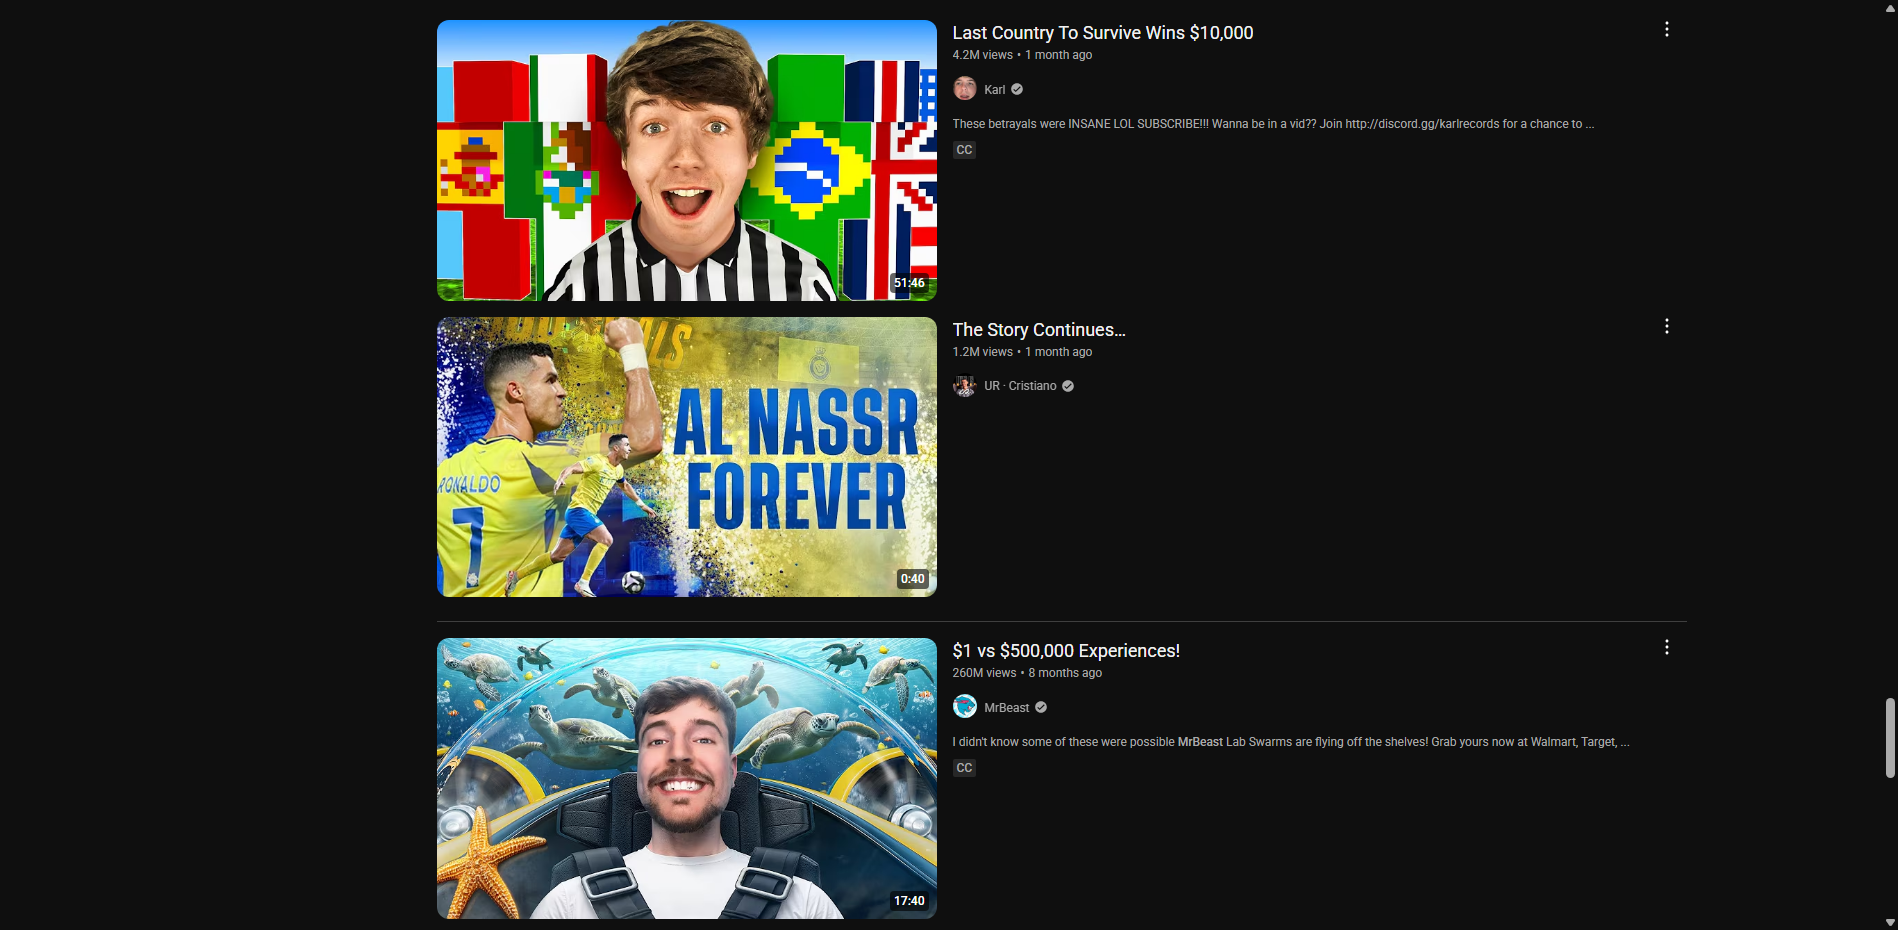 Last Country To Survive Wins $10,000
4.2M views • 1 month ago
Karl
These betrayals were INSANE LOL SUBSCRIBE!!! Wanna be in a vid?? Join http://discord.gg/karlrecords for a chance to ...
CC
51:46
The Story Continues...
1.2M views • 1 month ago
UR · Cristiano
AL NASSR
FOREVER
RONALDO
7
0:40
$1 vs $500,000 Experiences!
260M views • 8 months ago
MrBeast
I didn't know some of these were possible MrBeast Lab Swarms are flying off the shelves! Grab yours now at Walmart, Target, ...
CC
17:40